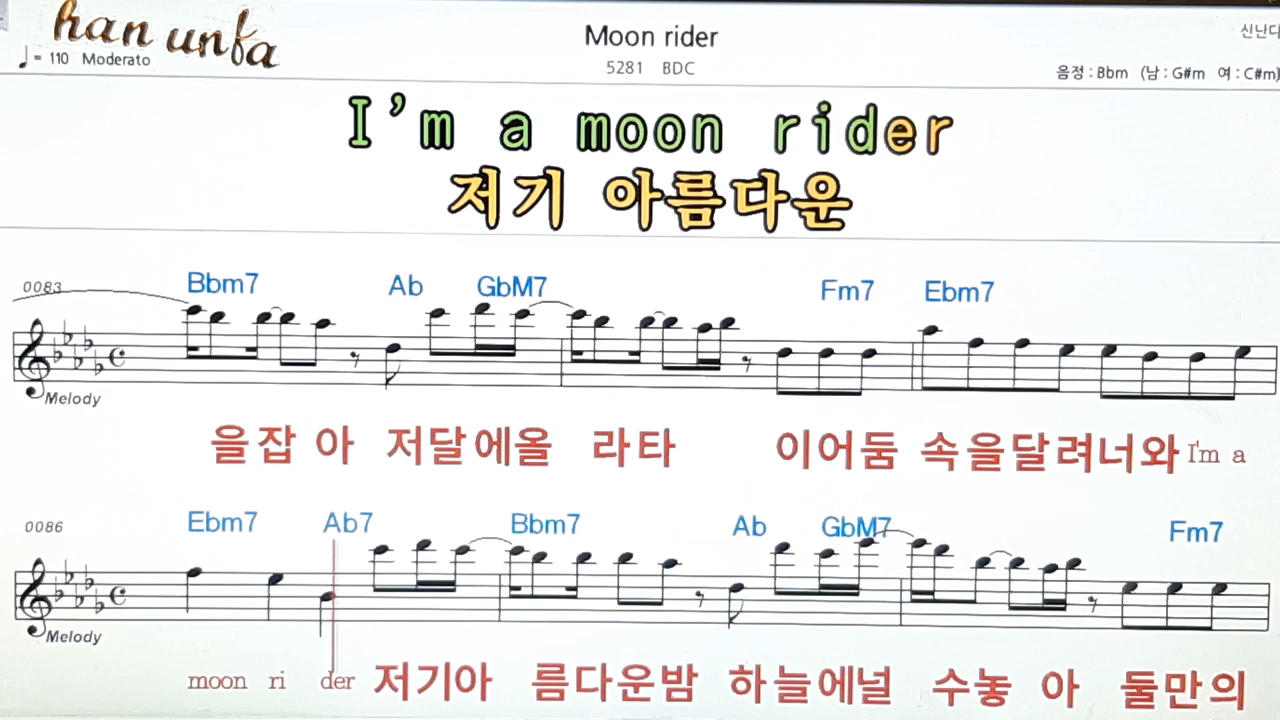 han unfa
♩= 110 Moderato
Moon rider
5281 BDC
신난다
음정 : Bbm (남 : G#m 여 : C#m)
I'm a moon rider
저기 아름다운
0083
Bbm7 Ab GbM7 Fm7 Ebm7
Melody
을잡 아 저달에올 라타 이어둠 속을달려너와 I'm a
0086
Ebm7 Ab7 Bbm7 Ab GbM7 Fm7
Melody
moon ri der 저기아 름다운밤 하늘에널 수놓 아 둘만의